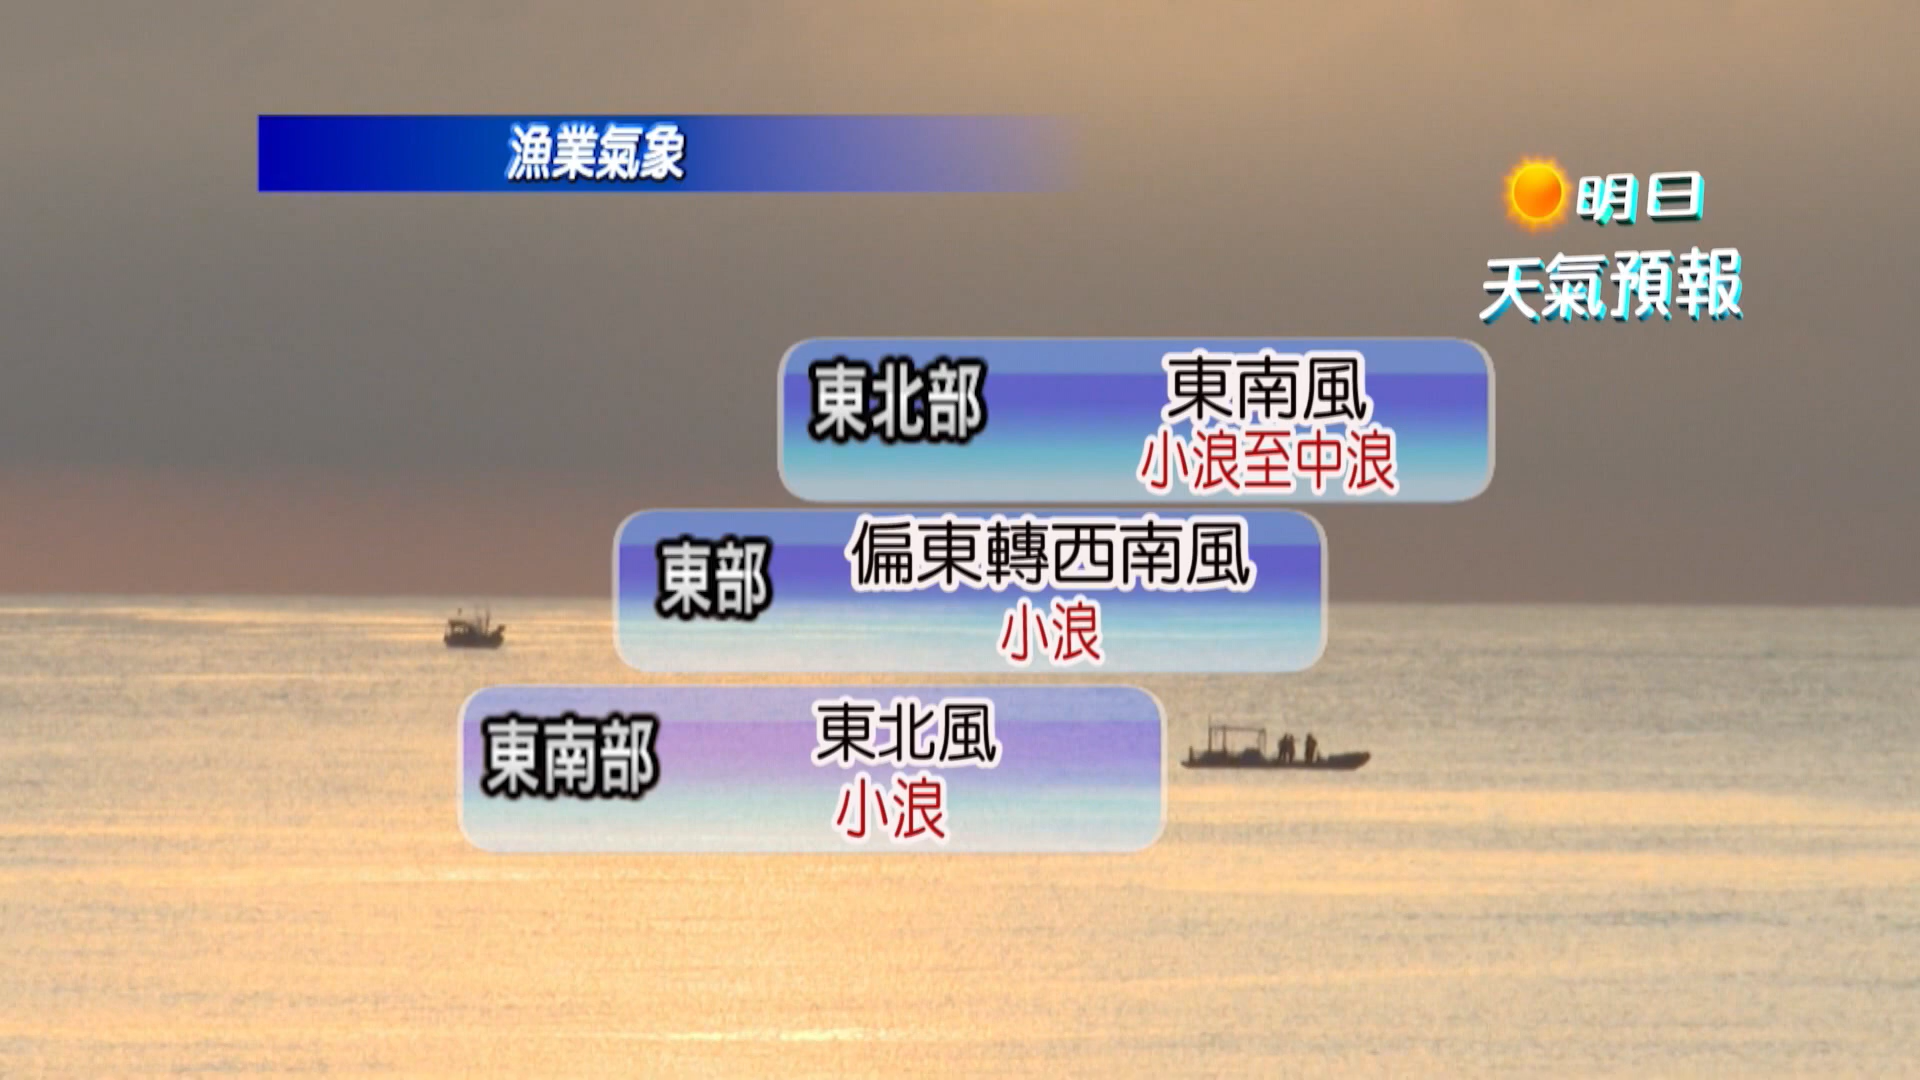 漁業氣象
明日
天氣預報
東北部
東南風
小浪至中浪
東部
偏東轉西南風
小浪
東南部
東北風
小浪